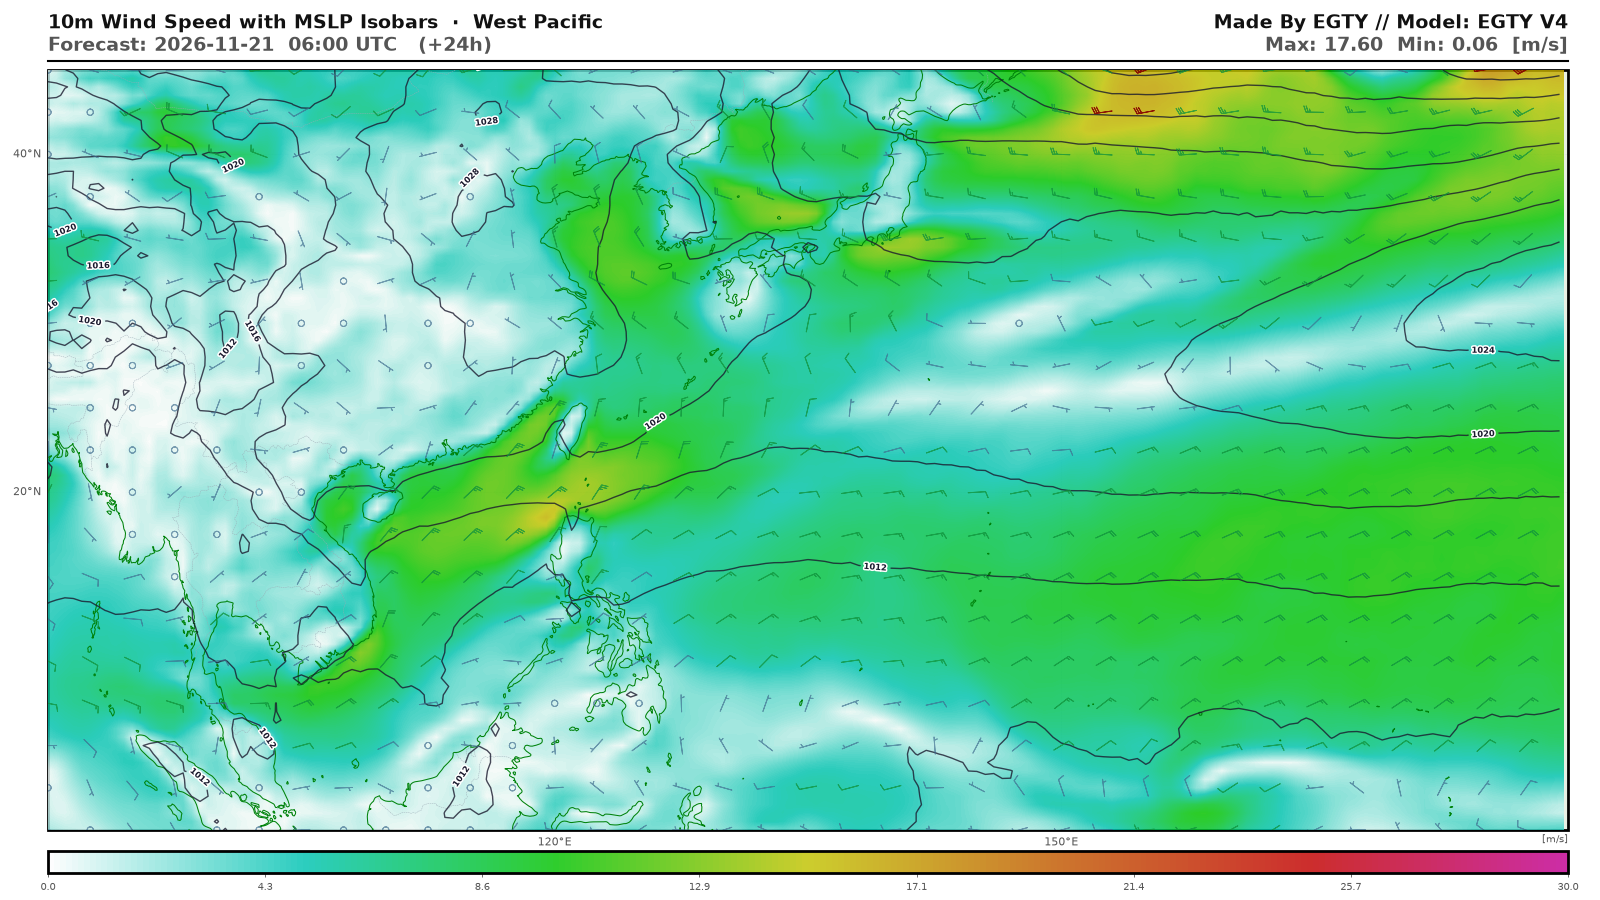 10m Wind Speed with MSLP Isobars · West Pacific
Made By EGTY // Model: EGTY V4
Forecast: 2026-11-21 06:00 UTC (+24h)
Max: 17.60 Min: 0.06 [m/s]
1028
40°N
1020
1028
1020
1016
16
1020
1016
1012
1024
1020
1020
20°N
1012
1012
1012
1012
120°E
150°E
[m/s]
0.0
4.3
8.6
12.9
17.1
21.4
25.7
30.0